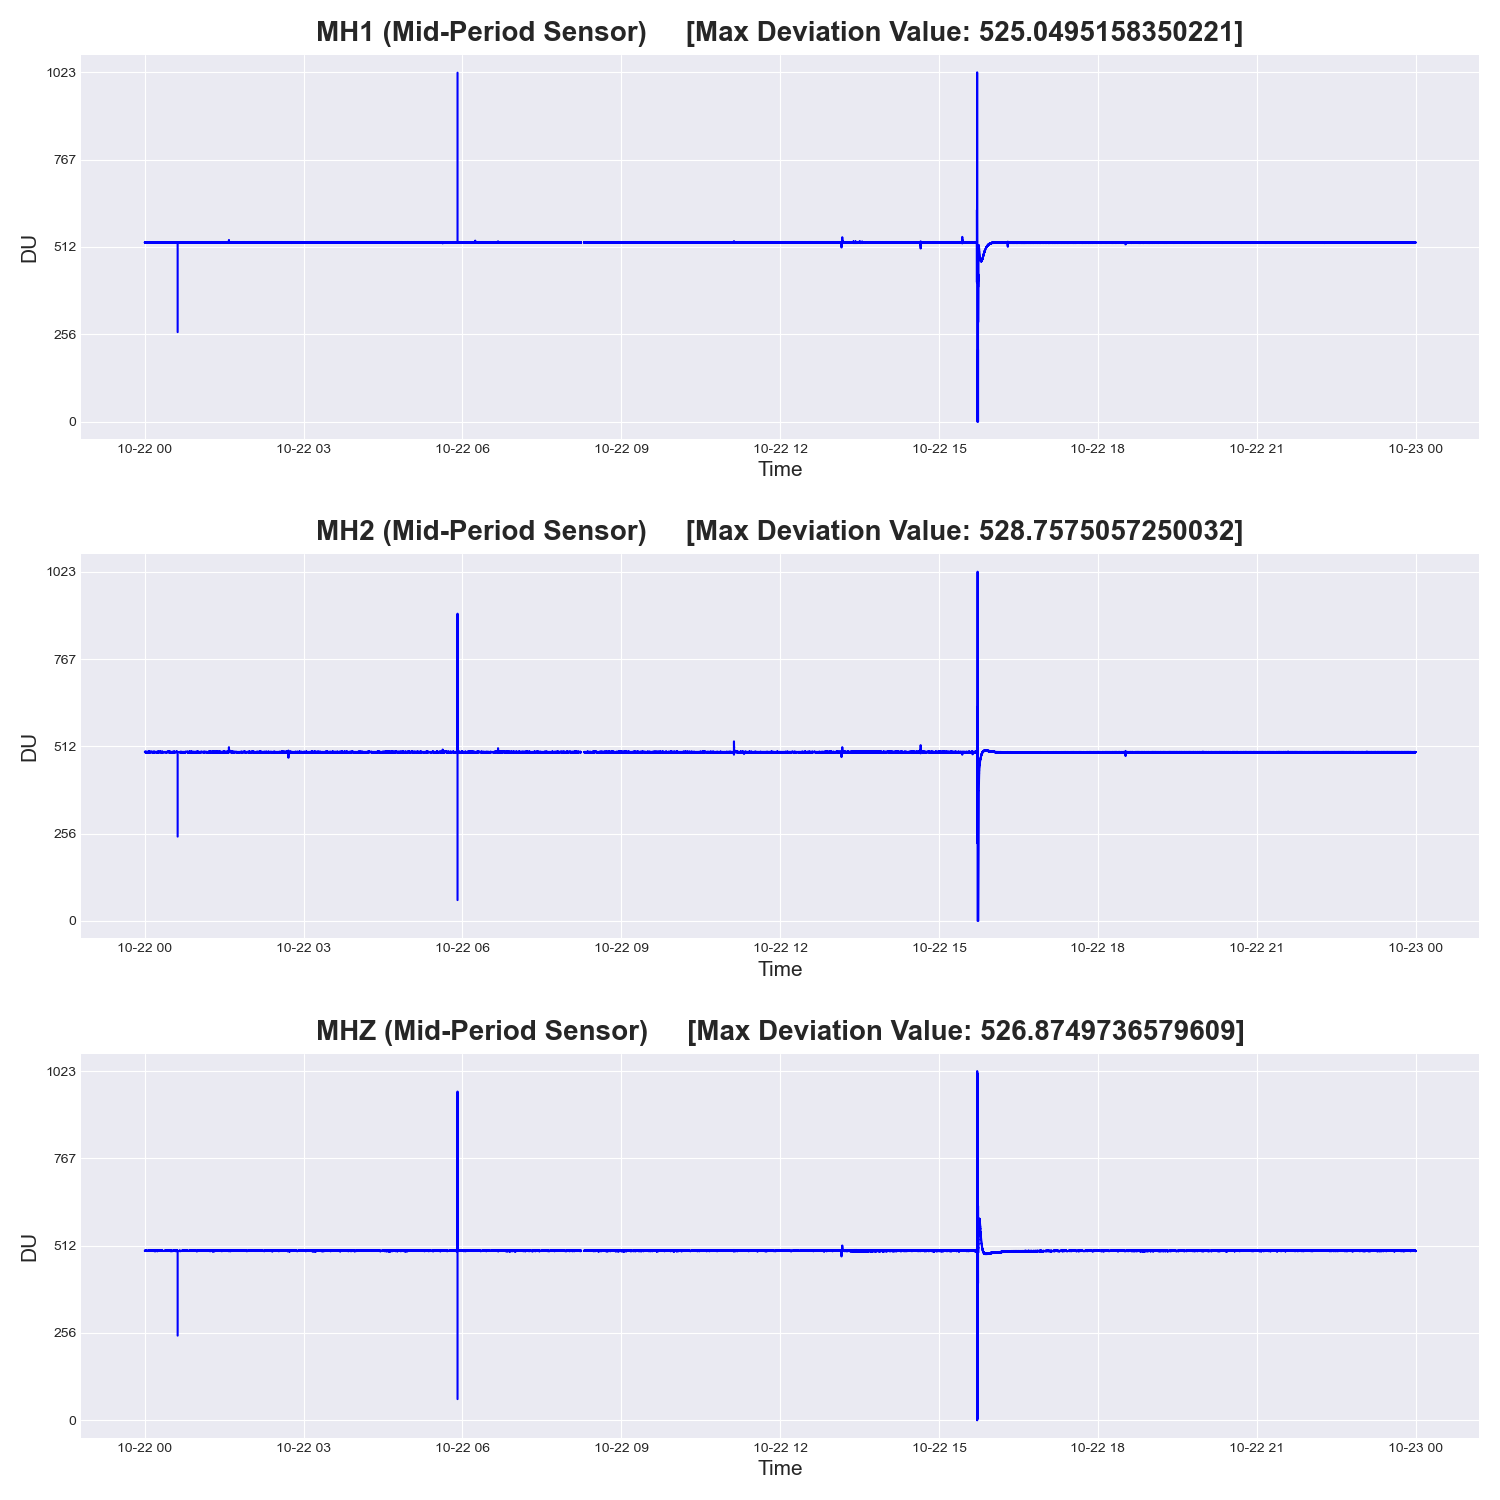 MH1 (Mid-Period Sensor) [Max Deviation Value: 525.0495158350221]
1023
767
512
256
0
DU
10-22 00 10-22 03 10-22 06 10-22 09 10-22 12 10-22 15 10-22 18 10-22 21 10-23 00
Time
MH2 (Mid-Period Sensor) [Max Deviation Value: 528.7575057250032]
1023
767
512
256
0
DU
10-22 00 10-22 03 10-22 06 10-22 09 10-22 12 10-22 15 10-22 18 10-22 21 10-23 00
Time
MHZ (Mid-Period Sensor) [Max Deviation Value: 526.8749736579609]
1023
767
512
256
0
DU
10-22 00 10-22 03 10-22 06 10-22 09 10-22 12 10-22 15 10-22 18 10-22 21 10-23 00
Time